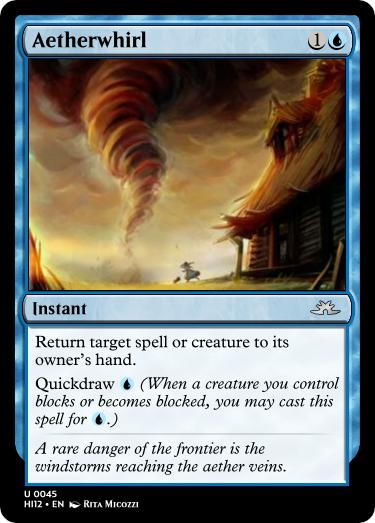 Aetherwhirl 1
Instant
Return target spell or creature to its
owner's hand.
Quickdraw (When a creature you control
blocks or becomes blocked, you may cast this
spell for .)
A rare danger of the frontier is the
windstorms reaching the aether veins.
U 0045
HI12 • EN Rita Micozzi